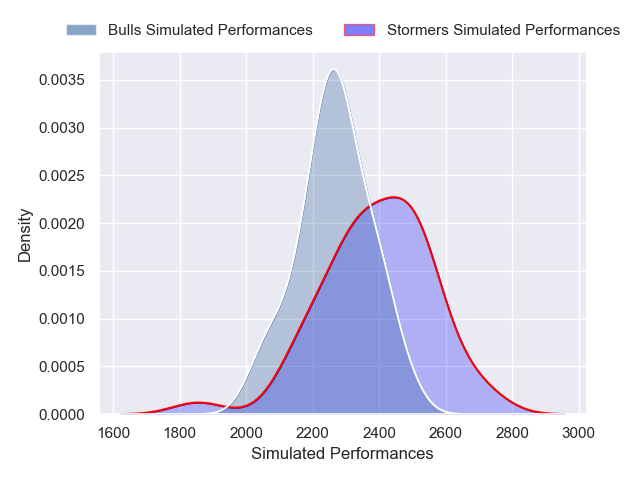 Bulls Simulated Performances Stormers Simulated Performances
0.0035
0.0030
0.0025
0.0020
0.0015
0.0010
0.0005
0.0000
Density
1600 1800 2000 2200 2400 2600 2800 3000
Simulated Performances